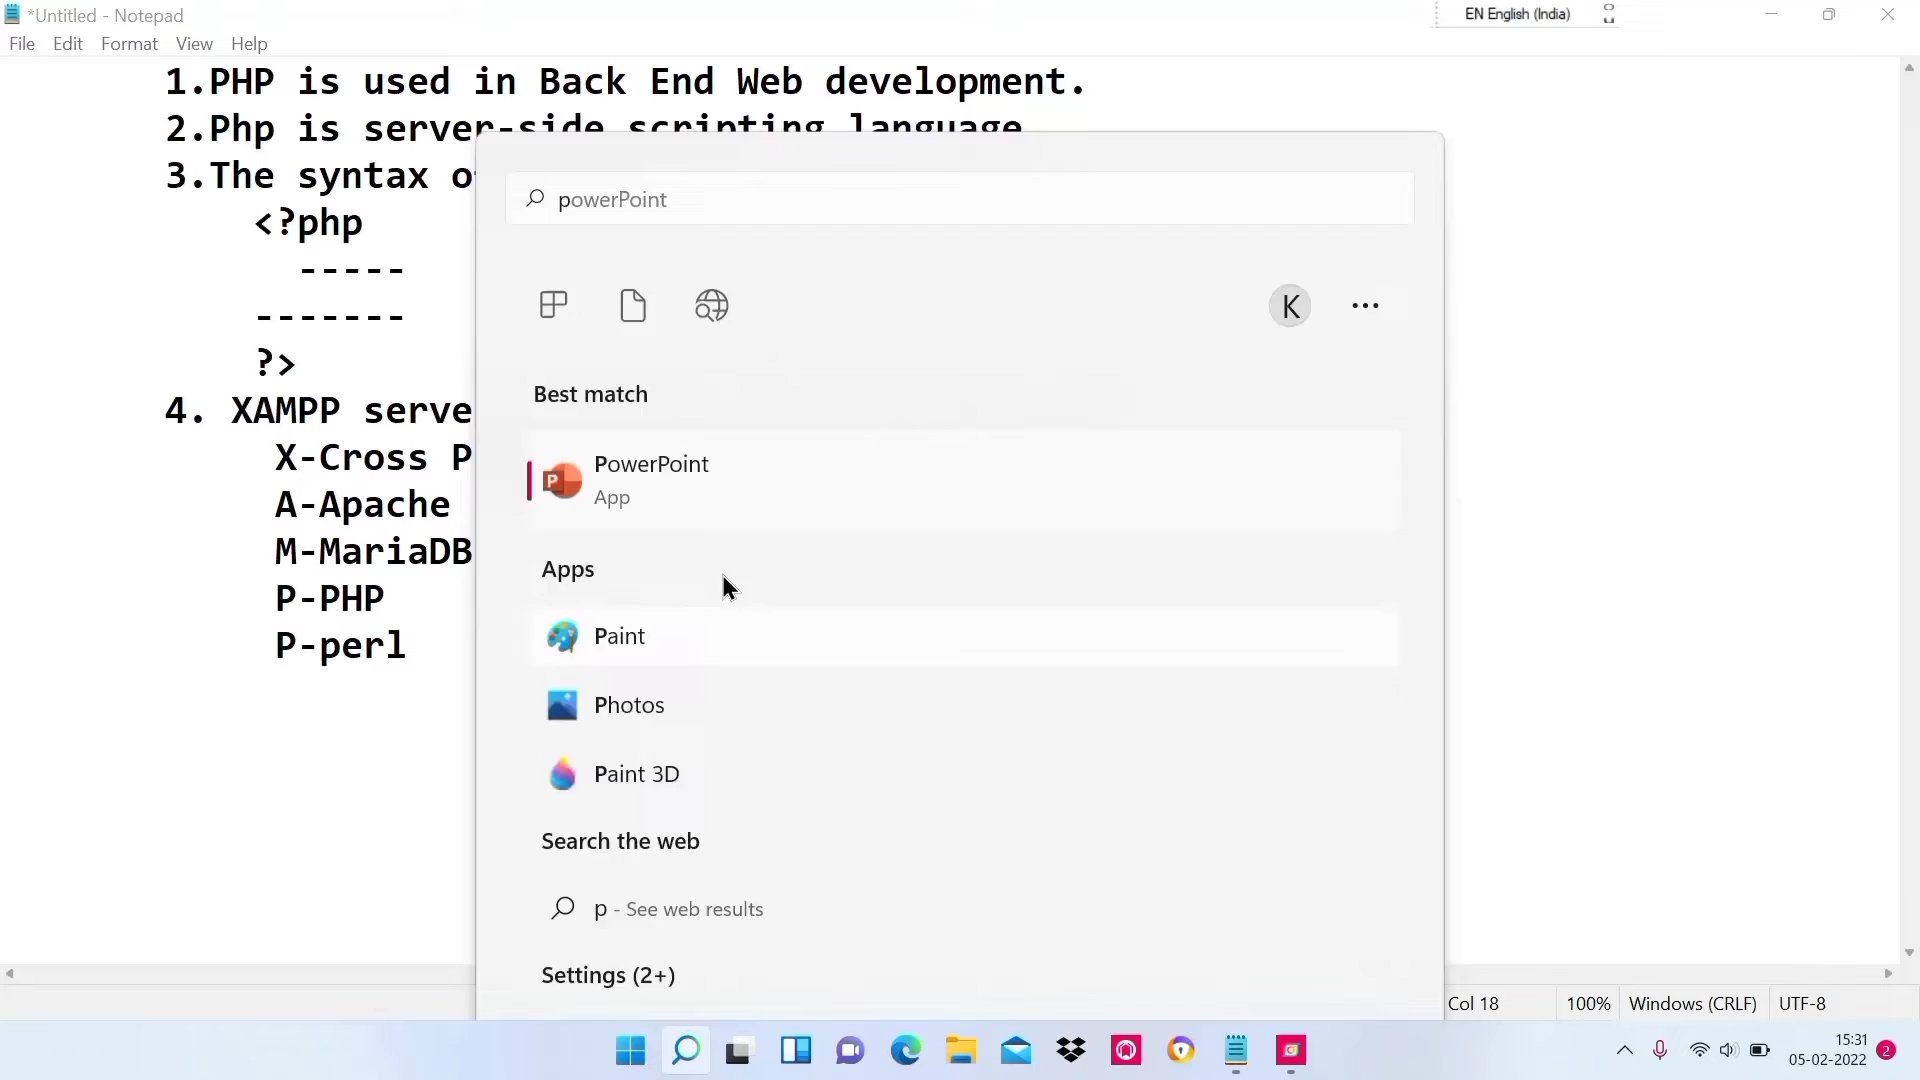 *Untitled - Notepad
EN English (India)
File Edit Format View Help
1.PHP is used in Back End Web development.
2.Php is server-side scripting language
3.The syntax
<?php
-----
-------
?>
4. XAMPP serve
X-Cross P
A-Apache
M-MariaDB
P-PHP
P-perl
powerPoint
K
Best match
PowerPoint
App
Apps
Paint
Photos
Paint 3D
Search the web
p - See web results
Settings (2+)
Col 18 100% Windows (CRLF) UTF-8
15:31
05-02-2022 2